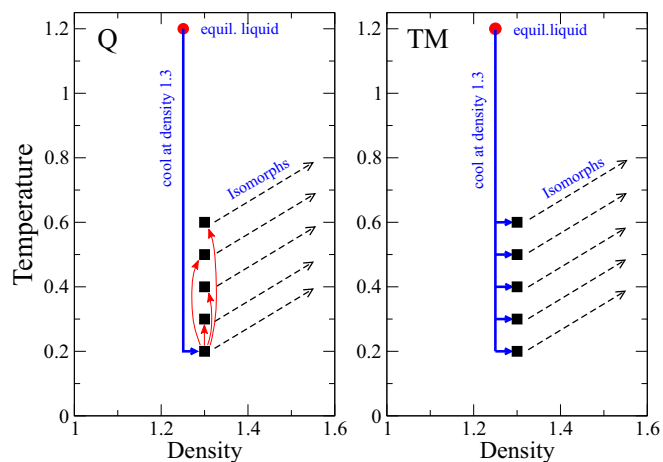 Q
equil. liquid
cool at density 1.3
Isomorphs
Temperature
1.2
1
0.8
0.6
0.4
0.2
0
1
1.2
1.4
1.6
Density
TM
equil.liquid
cool at density 1.3
Isomorphs
1.2
1
0.8
0.6
0.4
0.2
0
1
1.2
1.4
1.6
Density